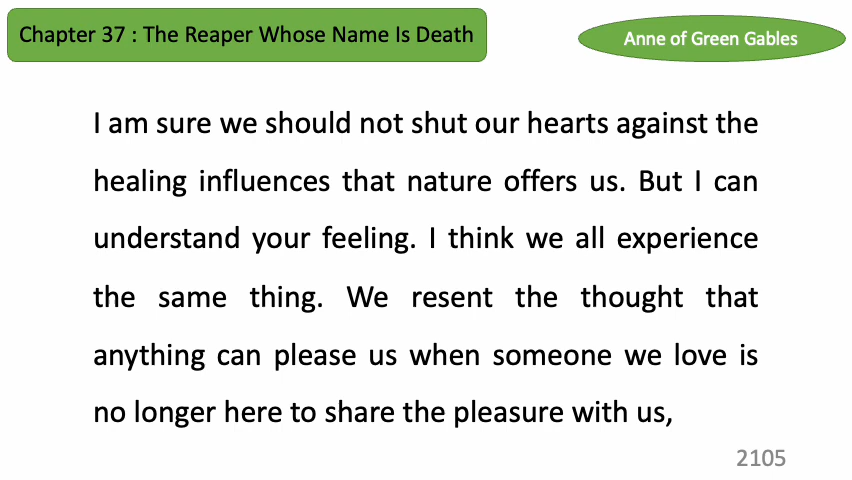 Chapter 37 : The Reaper Whose Name Is Death
Anne of Green Gables
I am sure we should not shut our hearts against the
healing influences that nature offers us. But I can
understand your feeling. I think we all experience
the same thing. We resent the thought that
anything can please us when someone we love is
no longer here to share the pleasure with us,
2105